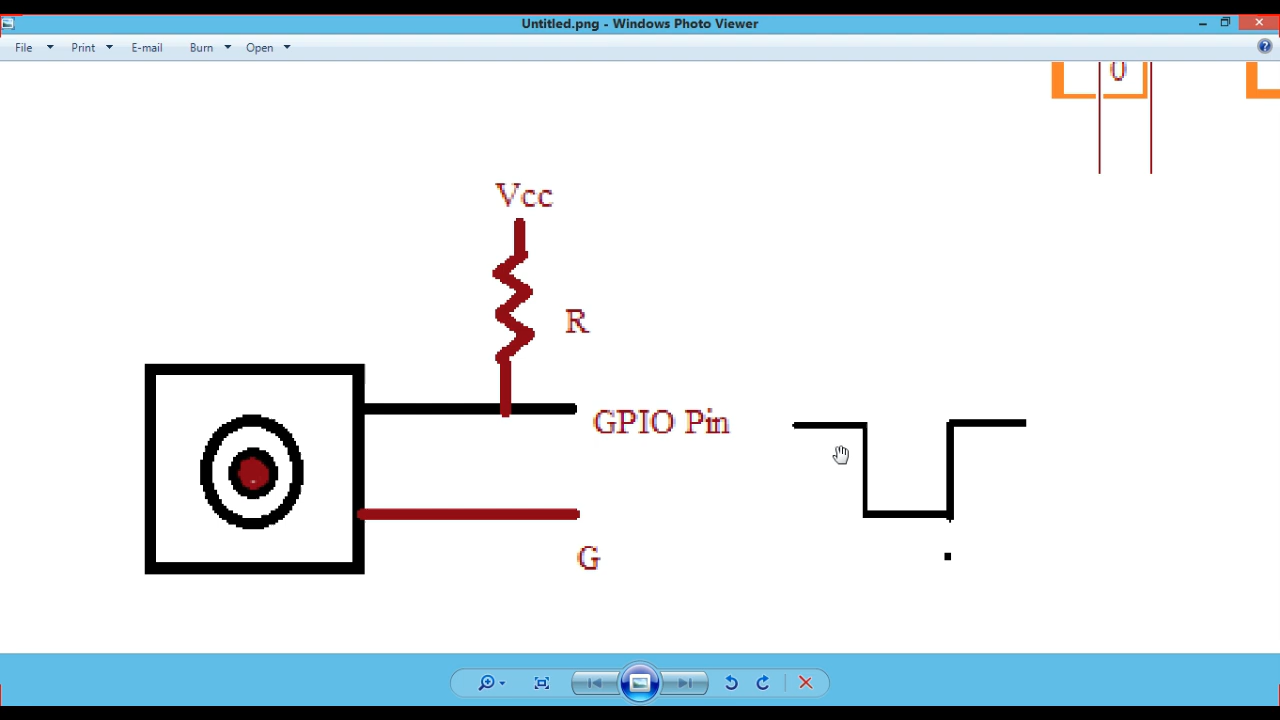 Untitled.png - Windows Photo Viewer
File Print E-mail Burn Open
0
Vcc
R
GPIO Pin
G